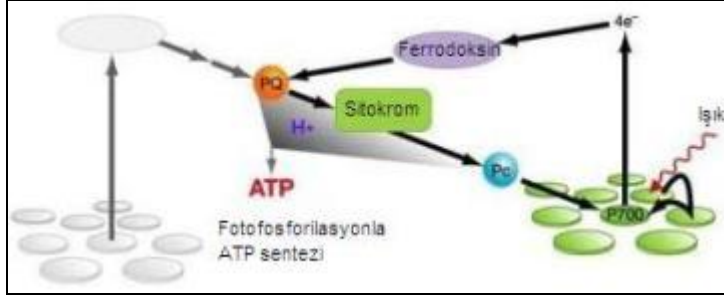 4e⁻
Ferrodoksin
PQ
Sitokrom
H+
Işık
Pc
ATP
P700
Fotofosforilasyonla
ATP sentezi